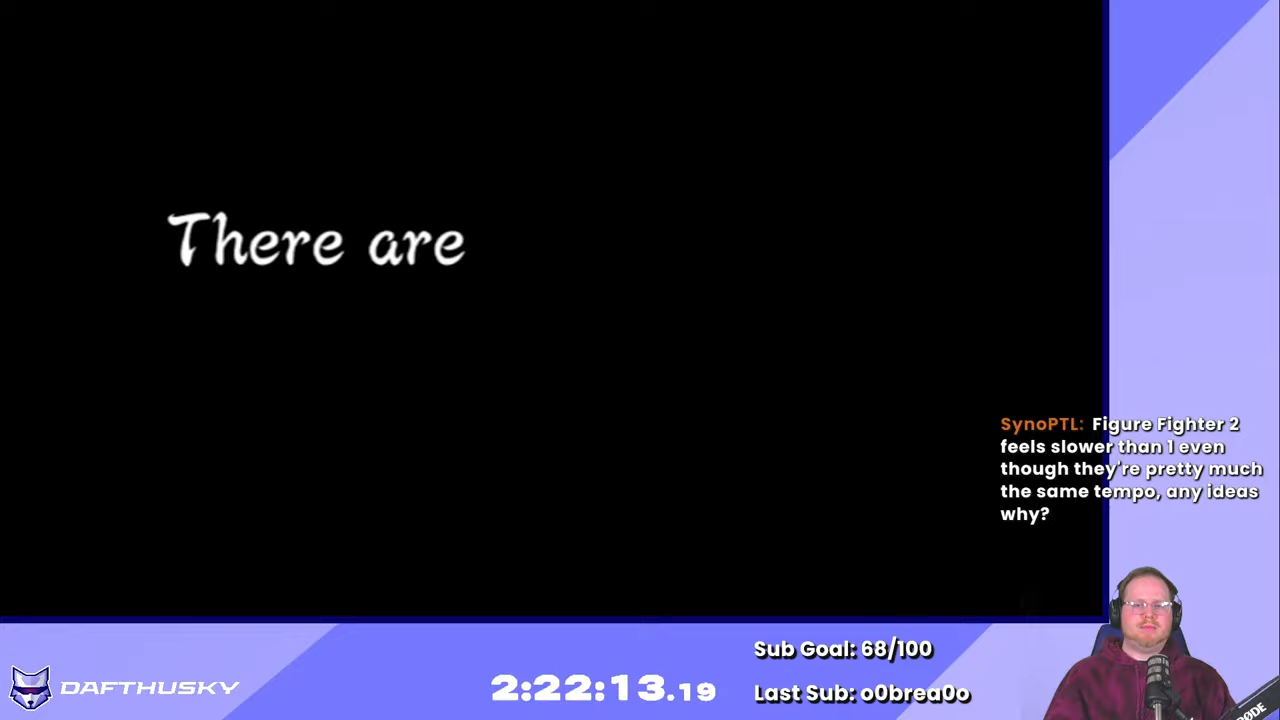 There are
SynoPTL: Figure Fighter 2
feels slower than 1 even
though they're pretty much
the same tempo, any ideas
why?
Sub Goal: 68/100
DAFTHUSKY
2:22:13.19
Last Sub: o0brea0o